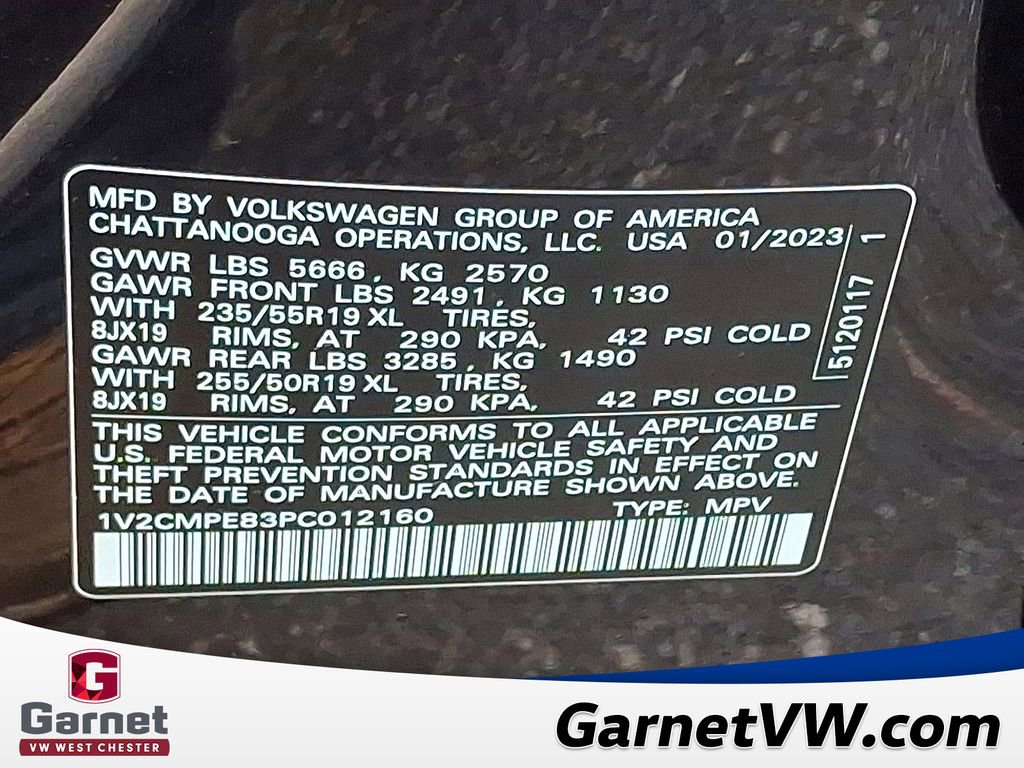 MFD BY VOLKSWAGEN GROUP OF AMERICA
CHATTANOOGA OPERATIONS, LLC. USA 01/2023
GVWR LBS 5666, KG 2570
GAWR FRONT LBS 2491, KG 1130
WITH 235/55R19 XL TIRES,
8JX19 RIMS, AT 290 KPA, 42 PSI COLD
GAWR REAR LBS 3285, KG 1490
WITH 255/50R19 XL TIRES,
8JX19 RIMS, AT 290 KPA, 42 PSI COLD
5120117 1
THIS VEHICLE CONFORMS TO ALL APPLICABLE
U.S. FEDERAL MOTOR VEHICLE SAFETY AND
THEFT PREVENTION STANDARDS IN EFFECT ON
THE DATE OF MANUFACTURE SHOWN ABOVE.
1V2CMPE83PC012160 TYPE: MPV
G
Garnet
VW WEST CHESTER
GarnetVW.com